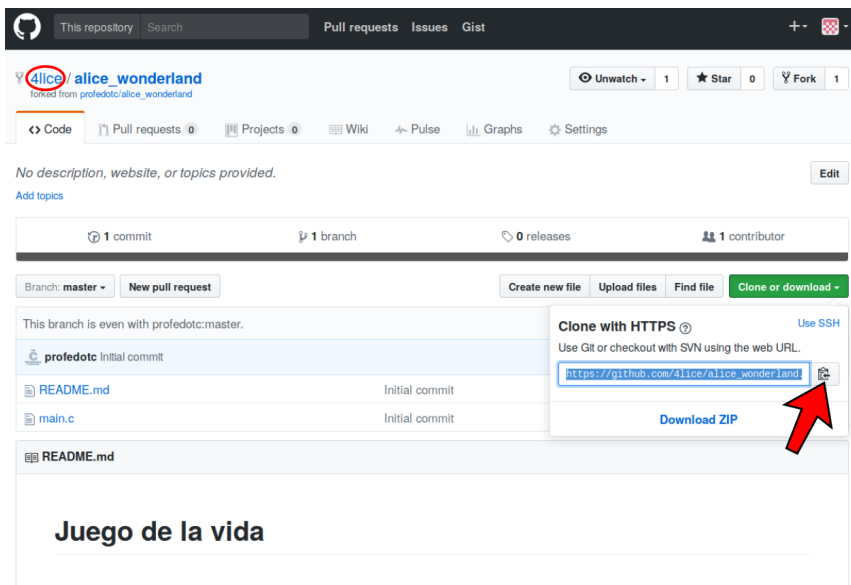 This repository Search Pull requests Issues Gist
4lice / alice_wonderland
forked from profedotc/alice_wonderland
Unwatch 1 Star 0 Fork 1
Code Pull requests 0 Projects 0 Wiki Pulse Graphs Settings
No description, website, or topics provided. Edit
Add topics
1 commit 1 branch 0 releases 1 contributor
Branch: master New pull request Create new file Upload files Find file Clone or download
This branch is even with profedotc:master.
Clone with HTTPS Use SSH
Use Git or checkout with SVN using the web URL.
https://github.com/4lice/alice_wonderland.
Download ZIP
profedotc Initial commit
README.md Initial commit
main.c Initial commit
README.md
Juego de la vida